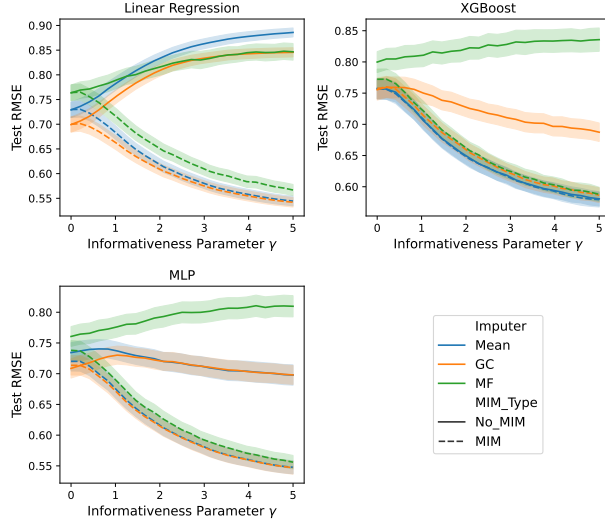 Linear Regression
Test RMSE
0.90
0.85
0.80
0.75
0.70
0.65
0.60
0.55
0 1 2 3 4 5
Informativeness Parameter γ
XGBoost
Test RMSE
0.85
0.80
0.75
0.70
0.65
0.60
0 1 2 3 4 5
Informativeness Parameter γ
MLP
Test RMSE
0.80
0.75
0.70
0.65
0.60
0.55
0 1 2 3 4 5
Informativeness Parameter γ
Imputer
Mean
GC
MF
MIM_Type
No_MIM
MIM